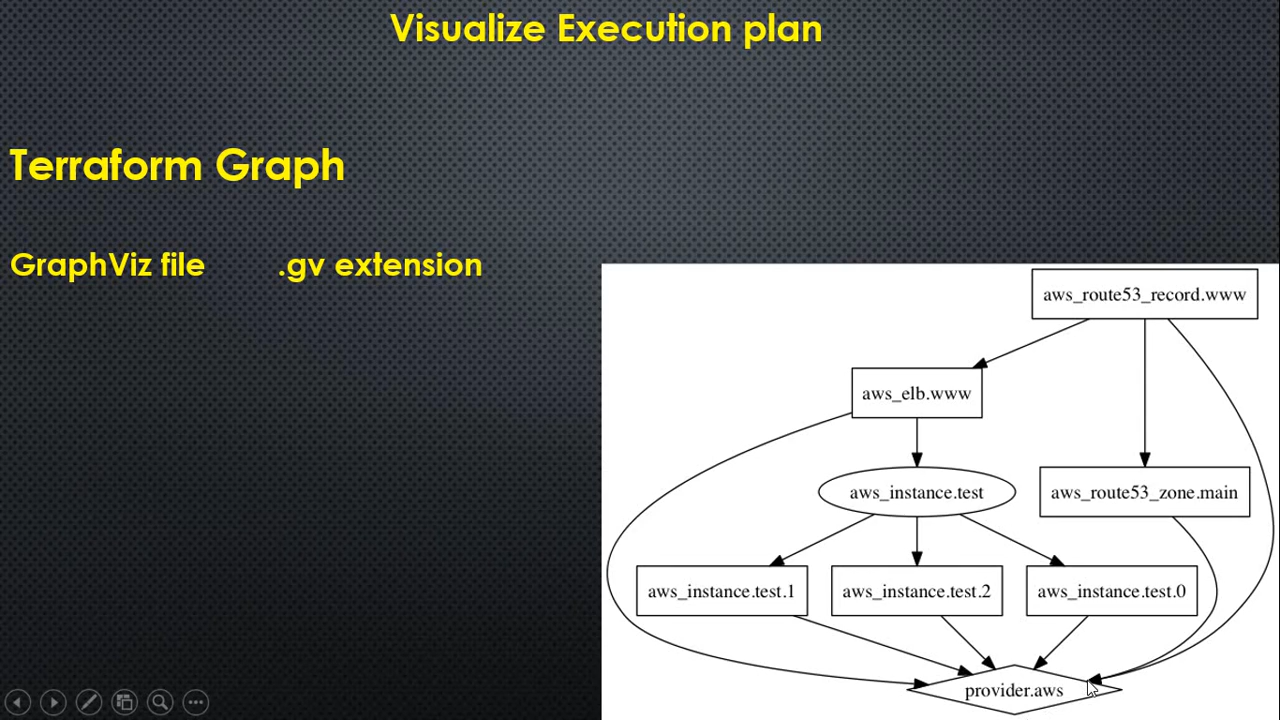 Visualize Execution plan
Terraform Graph
GraphViz file .gv extension
aws_route53_record.www
aws_elb.www
aws_instance.test
aws_route53_zone.main
aws_instance.test.1
aws_instance.test.2
aws_instance.test.0
provider.aws